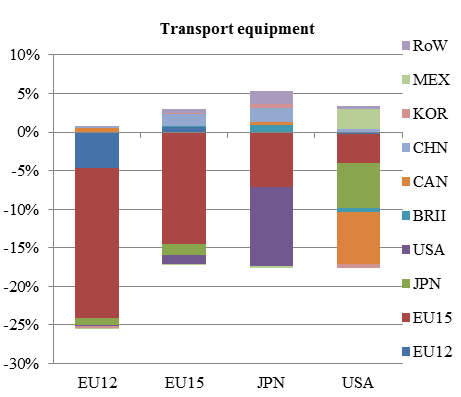 Transport equipment
10%
5%
0%
-5%
-10%
-15%
-20%
-25%
-30%
EU12 EU15 JPN USA
RoW
MEX
KOR
CHN
CAN
BRII
USA
JPN
EU15
EU12